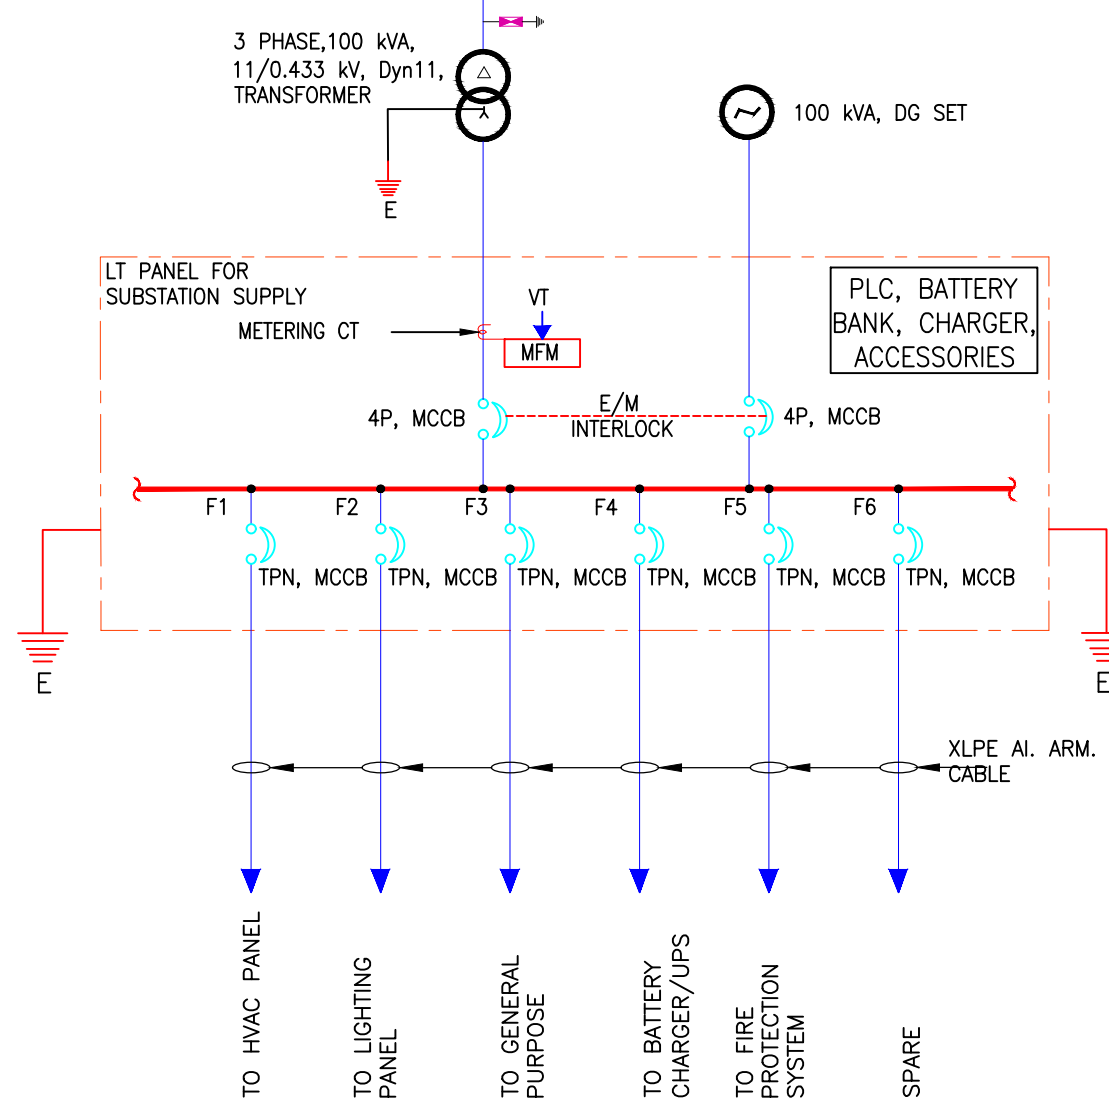 3 PHASE,100 kVA,
11/0.433 kV, Dyn11,
TRANSFORMER
100 kVA, DG SET
E
LT PANEL FOR
SUBSTATION SUPPLY
PLC, BATTERY
BANK, CHARGER,
ACCESSORIES
VT
METERING CT
MFM
4P, MCCB
E/M
INTERLOCK
4P, MCCB
F1
F2
F3
F4
F5
F6
TPN, MCCB
TPN, MCCB
TPN, MCCB
TPN, MCCB
TPN, MCCB
TPN, MCCB
E
E
XLPE Al. ARM.
CABLE
TO HVAC PANEL
TO LIGHTING
PANEL
TO GENERAL
PURPOSE
TO BATTERY
CHARGER/UPS
TO FIRE
PROTECTION
SYSTEM
SPARE